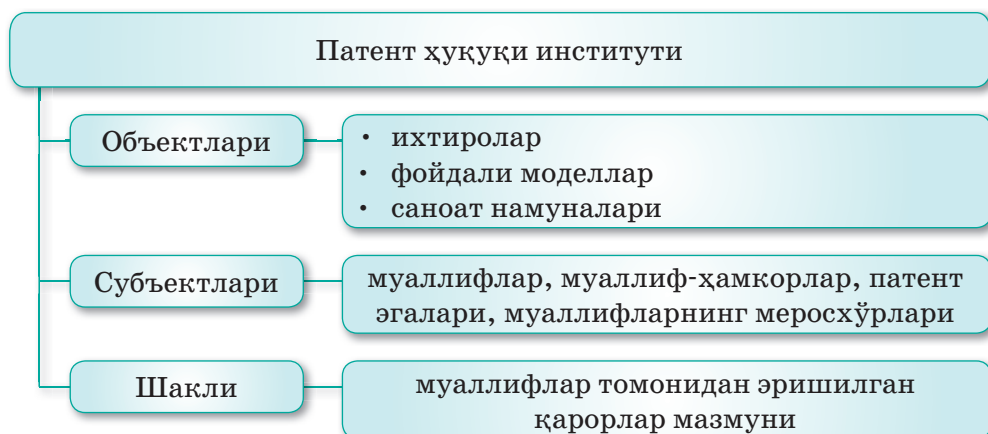 Патент ҳуқуқи институти
Объектлари
• ихтиролар
• фойдали моделлар
• саноат намуналари
Субъектлари
муаллифлар, муаллиф-ҳамкорлар, патент
эгалари, муаллифларнинг меросхўрлари
Шакли
муаллифлар томонидан эришилган
қарорлар мазмуни